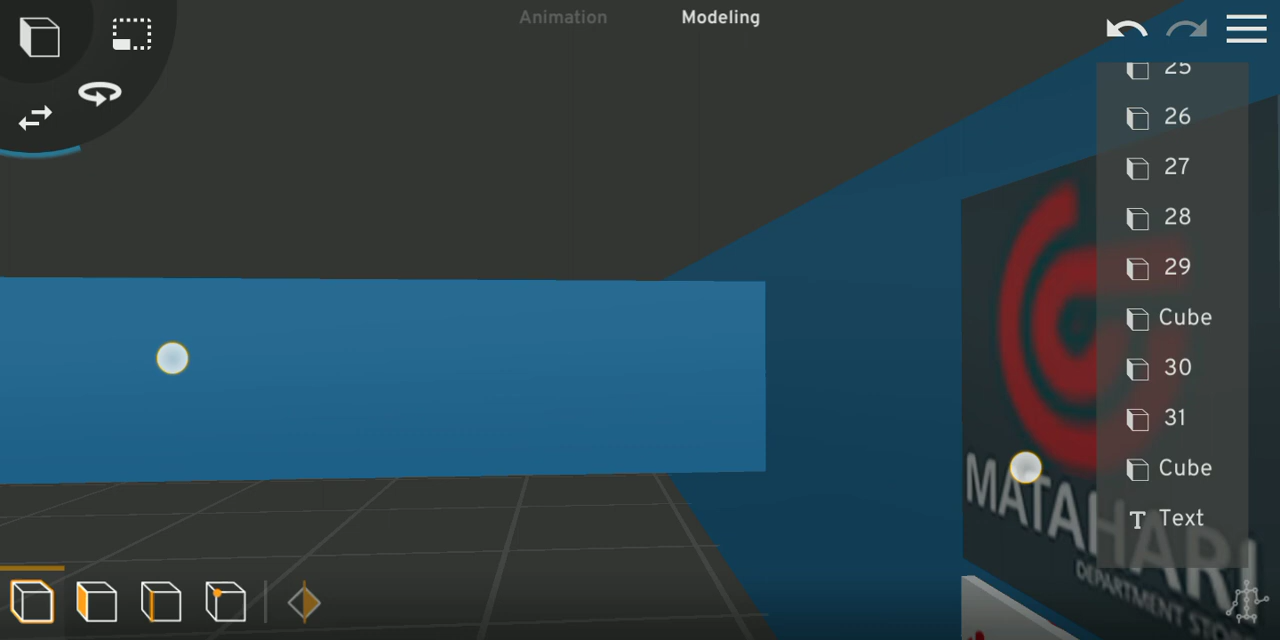 Animation Modeling
25
26
27
28
29
Cube
30
31
Cube
Text
MATAHARI
DEPARTMENT STO